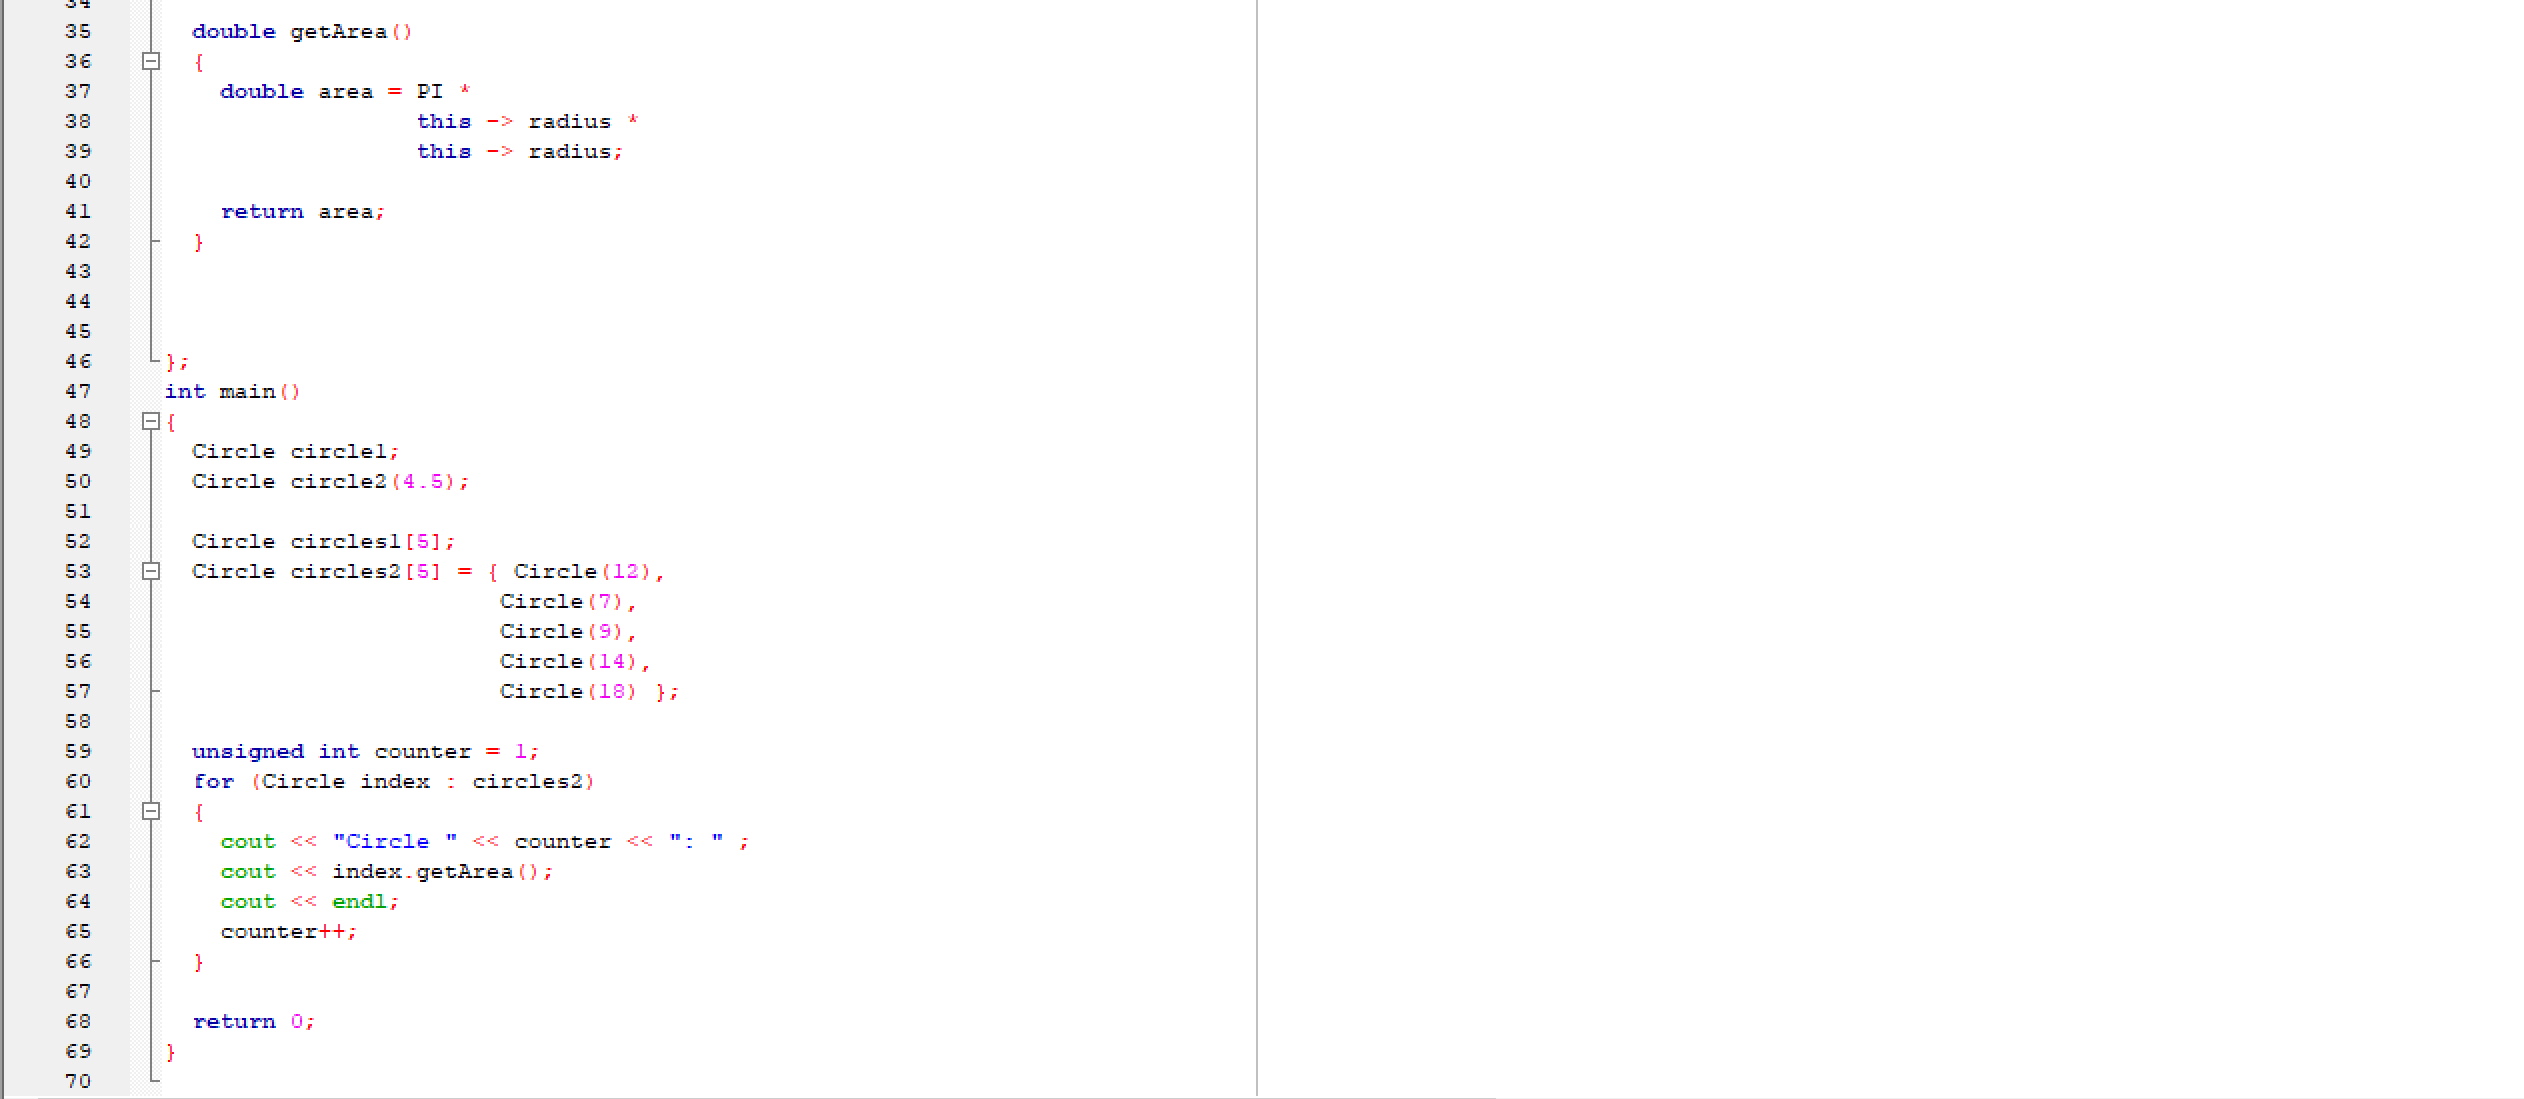 34
35 double getArea()
36 {
37 double area = PI *
38 this -> radius *
39 this -> radius;
40
41 return area;
42 }
43
44
45
46 };
47 int main()
48 {
49 Circle circle1;
50 Circle circle2(4.5);
51
52 Circle circles1[5];
53 Circle circles2[5] = { Circle(12),
54 Circle(7),
55 Circle(9),
56 Circle(14),
57 Circle(18) };
58
59 unsigned int counter = 1;
60 for (Circle index : circles2)
61 {
62 cout << "Circle " << counter << ": " ;
63 cout << index.getArea();
64 cout << endl;
65 counter++;
66 }
67
68 return 0;
69 }
70